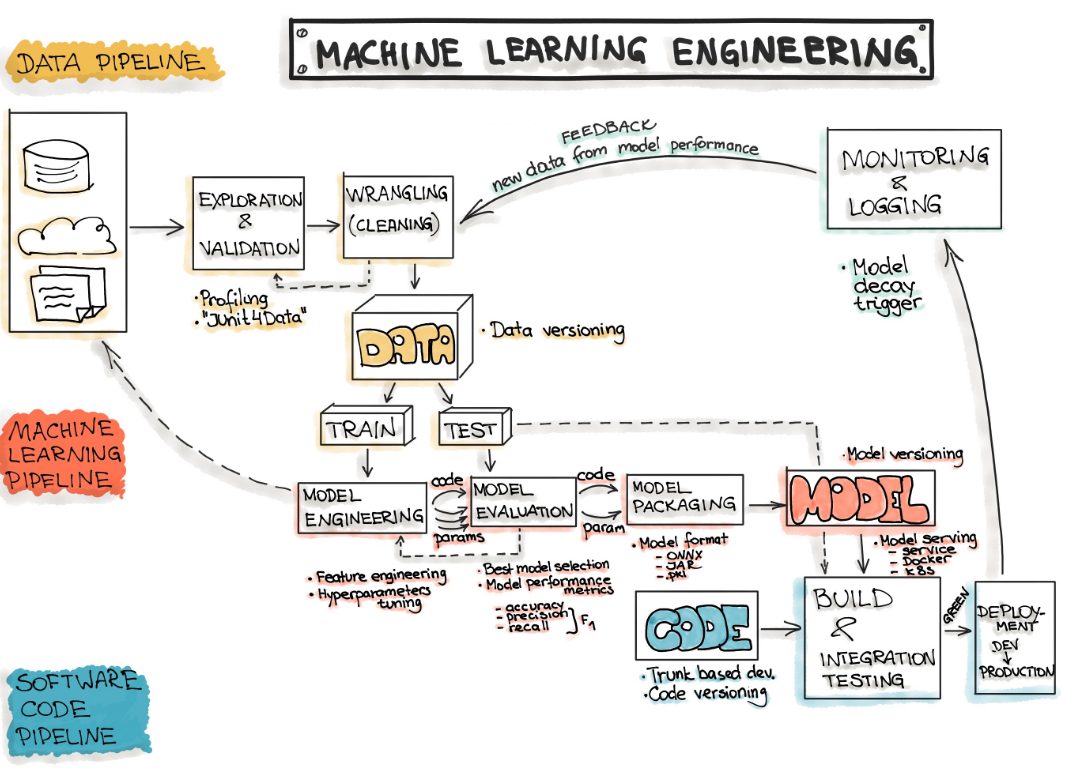 DATA PIPELINE
MACHINE LEARNING ENGINEERING.
FEEDBACK
new data from model performance
MONITORING
&
LOGGING
• Model
decay
trigger
EXPLORATION
&
VALIDATION
• Profiling
• "JUnit4Data"
WRANGLING
(CLEANING)
DATA
• Data versioning
TRAIN
TEST
MACHINE
LEARNING
PIPELINE
MODEL
ENGINEERING
code
params
• Feature engineering
• Hyperparameters
tuning
MODEL
EVALUATION
code
param
• Best model selection
• Model performance
metrics
- accuracy
- precision
- recall
F1
MODEL
PACKAGING
• Model format
- ONNX
- JAR
- pkl
• Model versioning
MODEL
• Model serving
- service
- Docker
- K8S
CODE
• Trunk based dev.
• Code versioning
BUILD
&
INTEGRATION
TESTING
GREEN
DEPLOY-
MENT
DEV
↓
PRODUCTION
SOFTWARE
CODE
PIPELINE